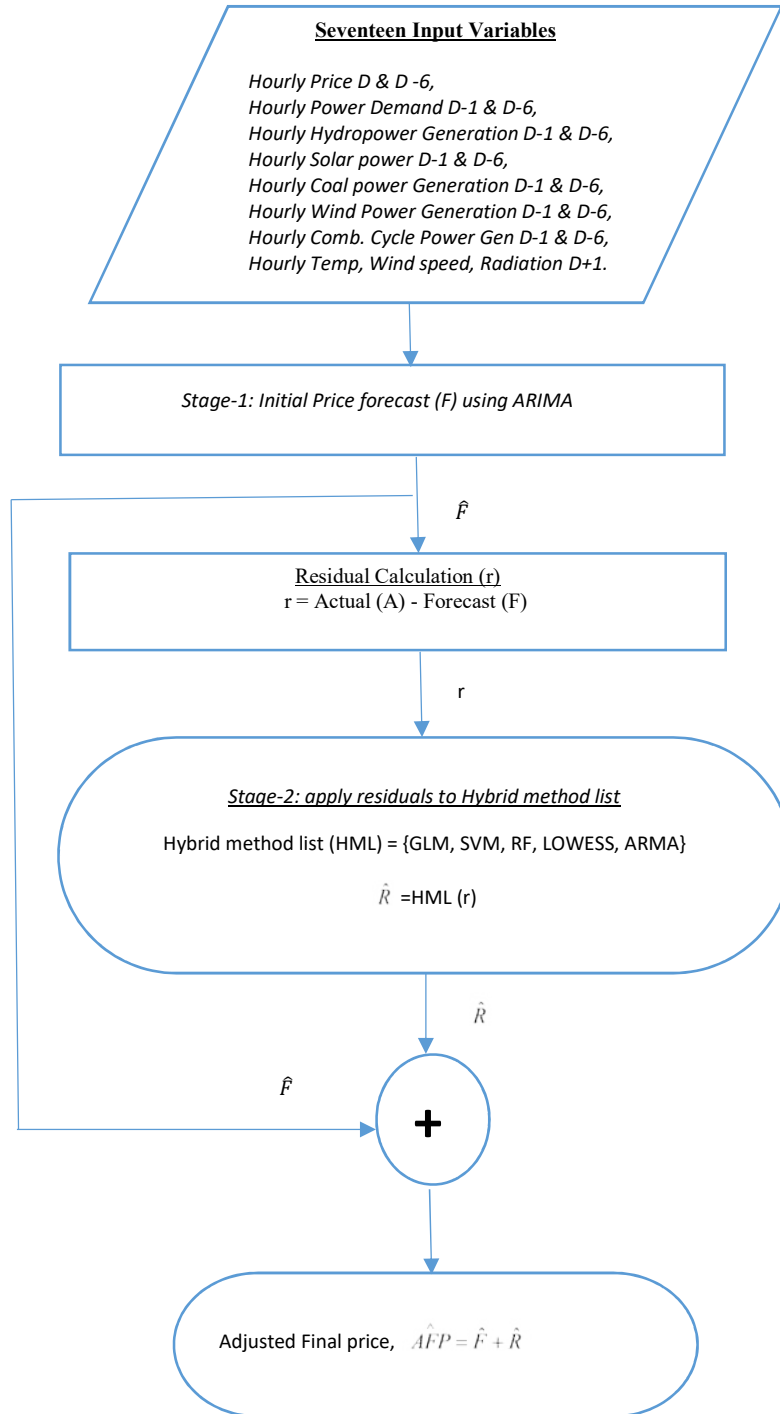 Seventeen Input Variables
Hourly Price D & D -6,
Hourly Power Demand D-1 & D-6,
Hourly Hydropower Generation D-1 & D-6,
Hourly Solar power D-1 & D-6,
Hourly Coal power Generation D-1 & D-6,
Hourly Wind Power Generation D-1 & D-6,
Hourly Comb. Cycle Power Gen D-1 & D-6,
Hourly Temp, Wind speed, Radiation D+1.
Stage-1: Initial Price forecast (F) using ARIMA
F̂
Residual Calculation (r)
r = Actual (A) - Forecast (F)
r
Stage-2: apply residuals to Hybrid method list
Hybrid method list (HML) = {GLM, SVM, RF, LOWESS, ARMA}
R̂ =HML (r)
R̂
F̂
+
Adjusted Final price, AF̂P = F̂ + R̂